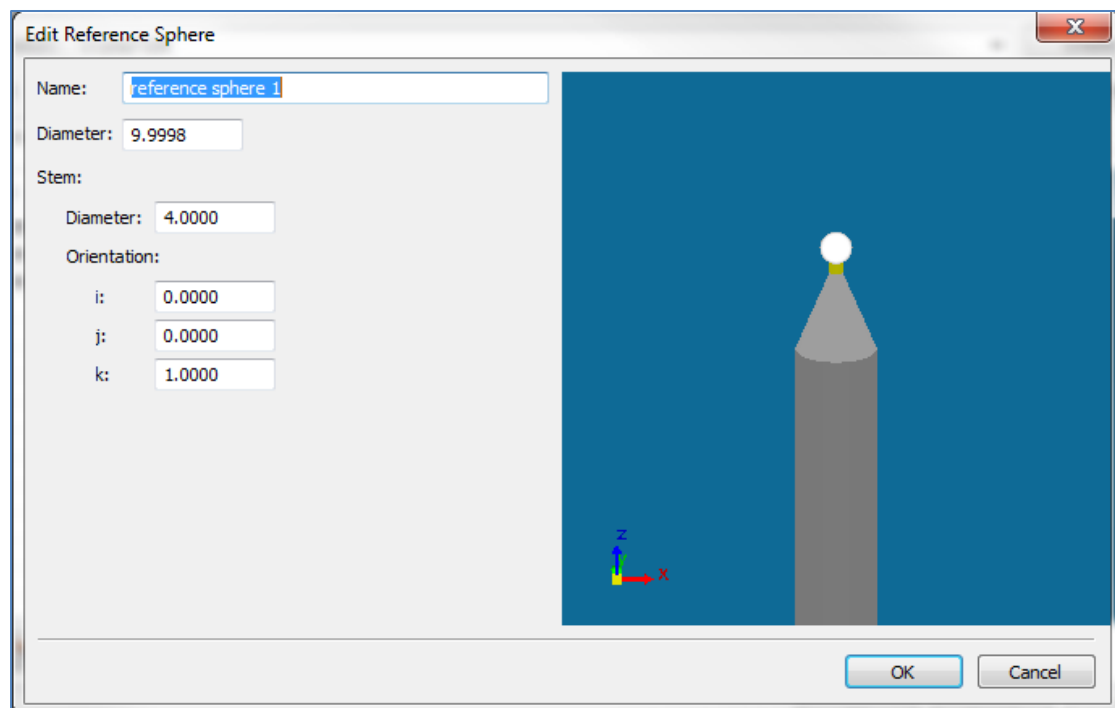 Edit Reference Sphere
Name: reference sphere 1
Diameter: 9.9998
Stem:
Diameter: 4.0000
Orientation:
i: 0.0000
j: 0.0000
k: 1.0000
z
y
x
OK Cancel